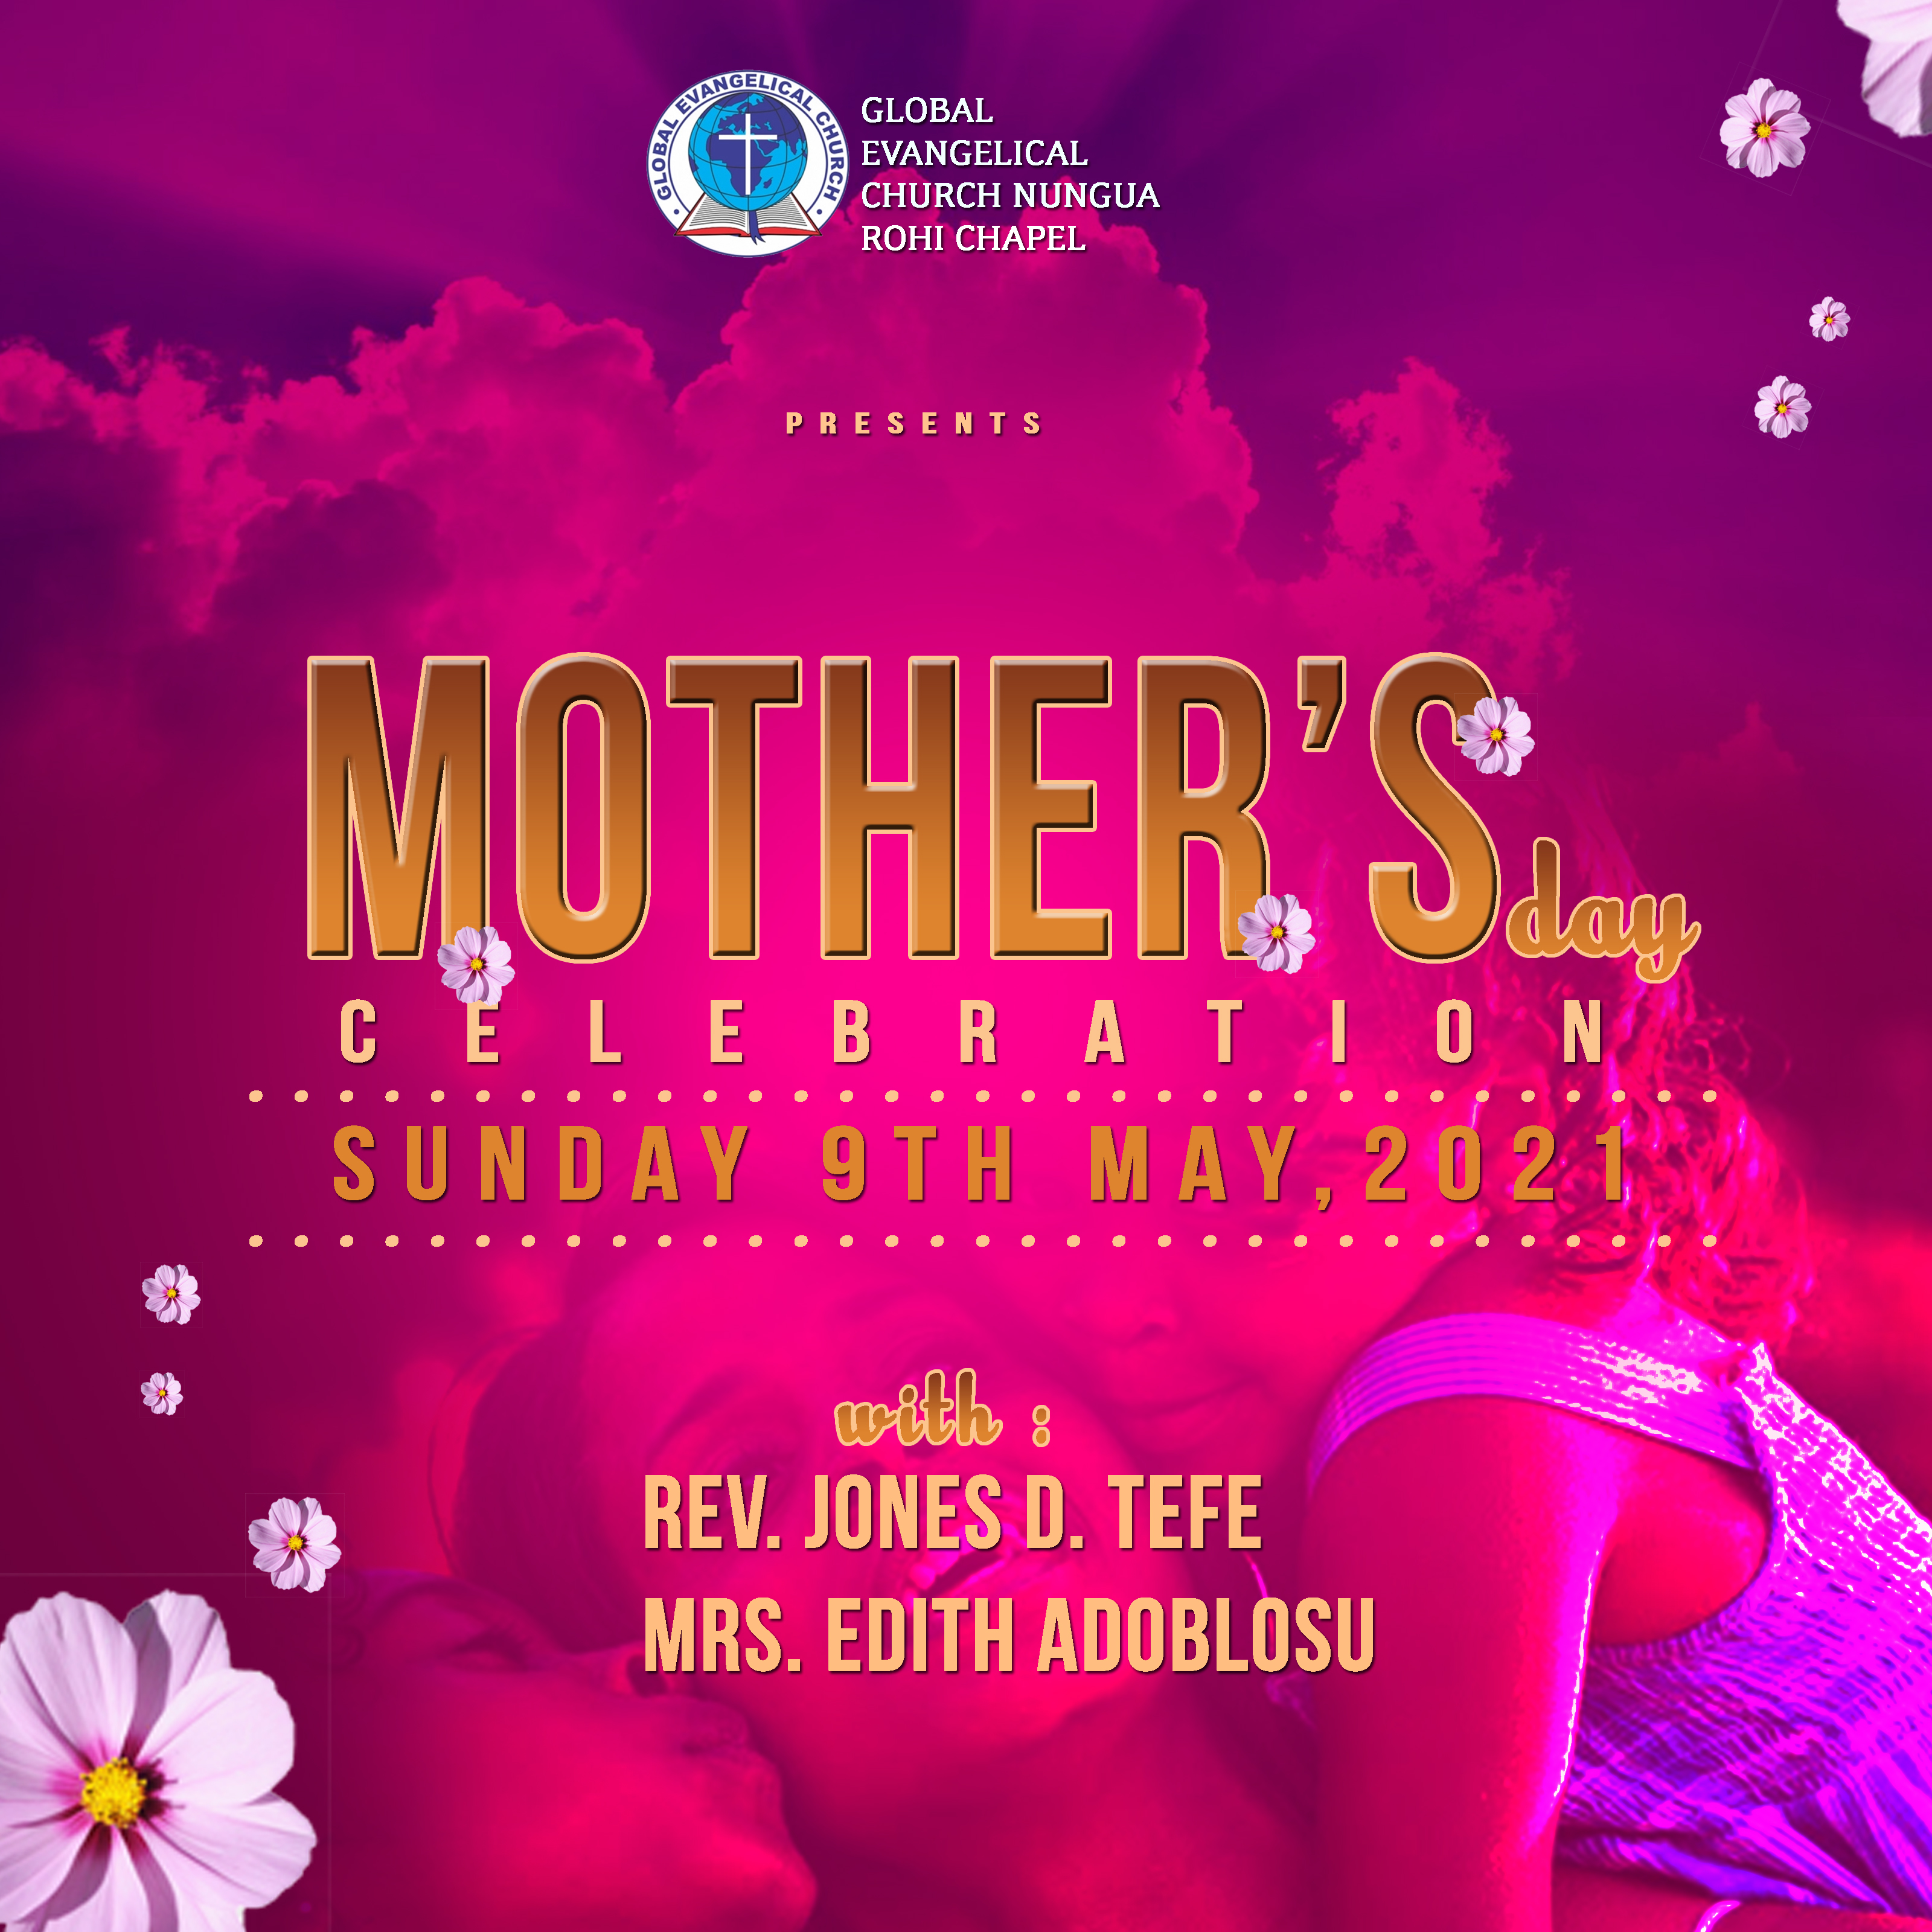 GLOBAL EVANGELICAL CHURCH
GLOBAL
EVANGELICAL
CHURCH NUNGUA
ROHI CHAPEL
PRESENTS
MOTHER'S day
CELEBRATION
SUNDAY 9TH MAY,2021
with :
REV. JONES D. TEFE
MRS. EDITH ADOBLOSU